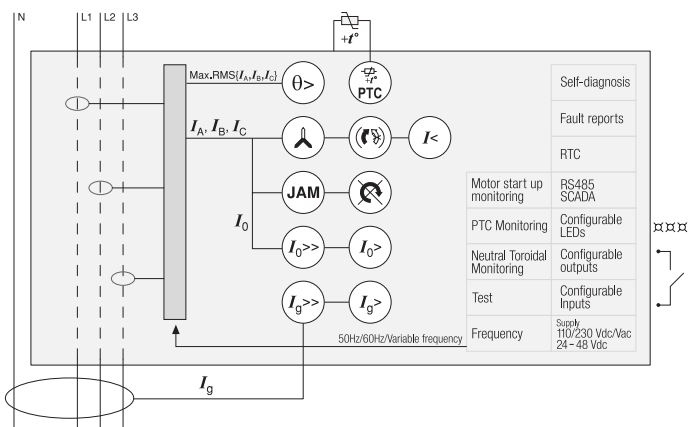 N
L1
L2
L3
+t°
Max.RMS{IA,IB,IC}
θ>
+t°
PTC
Self-diagnosis
Fault reports
IA, IB, IC
I<
RTC
JAM
Motor start up monitoring
RS485 SCADA
I0
PTC Monitoring
Configurable LEDs
I0>>
I0>
Neutral Toroidal Monitoring
Configurable outputs
Ig>>
Ig>
Test
Configurable Inputs
50Hz/60Hz/Variable frequency
Frequency
Supply
110/230 Vdc/Vac
24 – 48 Vdc
Ig